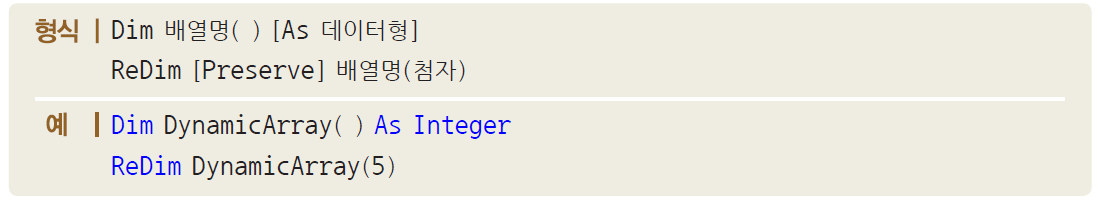 형식 | Dim 배열명( ) [As 데이터형]
ReDim [Preserve] 배열명(첨자)
예 | Dim DynamicArray( ) As Integer
ReDim DynamicArray(5)